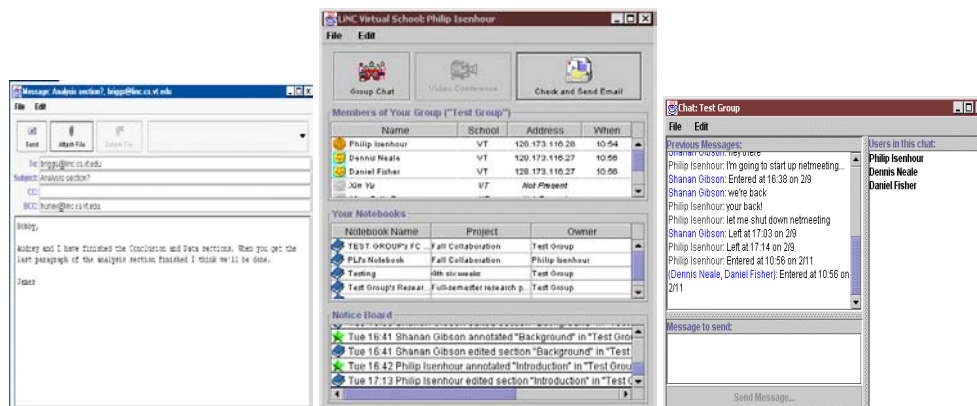 Message: Analysis section?, briggs@linc.cs.vt.edu
File Edit
Send Attach File
To: briggs@linc.cs.vt.edu
Subject: Analysis section?
CC:
BCC: hurley@linc.cs.vt.edu
Bobby,
Audrey and I have finished the Conclusion and Data sections. When you get the
last paragraph of the analysis section finished I think we'll be done.
James
LiNC Virtual School: Philip Isenhour
File Edit
Group Chat Video Conference... Check and Send Email
Members of Your Group ("Test Group")
Name School Address When
Philip Isenhour VT 128.173.116.28 10:54
Dennis Neale VT 128.173.116.27 10:56
Daniel Fisher VT 128.173.116.27 10:56
Xin Yu VT Not Present
Your Notebooks
Notebook Name Project Owner
TEST GROUP's FC ... Fall Collaboration Test Group
PLI's Notebook Fall Collaboration Philip Isenhour
Testing 4th six weeks Test Group
Test Group's Resear... Full-semester research p... Test Group
Notice Board
Tue 16:41 Shanan Gibson annotated "Background" in "Test Gro
Tue 16:41 Shanan Gibson edited section "Background" in "Test
Tue 16:42 Philip Isenhour annotated "Introduction" in "Test Gro
Tue 17:13 Philip Isenhour edited section "Introduction" in "Test G
Chat: Test Group
File Edit
Previous Messages:
Shanan Gibson: hey there
Philip Isenhour: I'm going to start up netmeeting...
Shanan Gibson: Entered at 16:38 on 2/9
Shanan Gibson: we're back
Philip Isenhour: your back!
Philip Isenhour: let me shut down netmeeting
Shanan Gibson: Left at 17:03 on 2/9
Philip Isenhour: Left at 17:14 on 2/9
Philip Isenhour: Entered at 10:56 on 2/11
(Dennis Neale, Daniel Fisher): Entered at 10:56 on
2/11
Users in this chat:
Philip Isenhour
Dennis Neale
Daniel Fisher
Message to send:
Send Message...